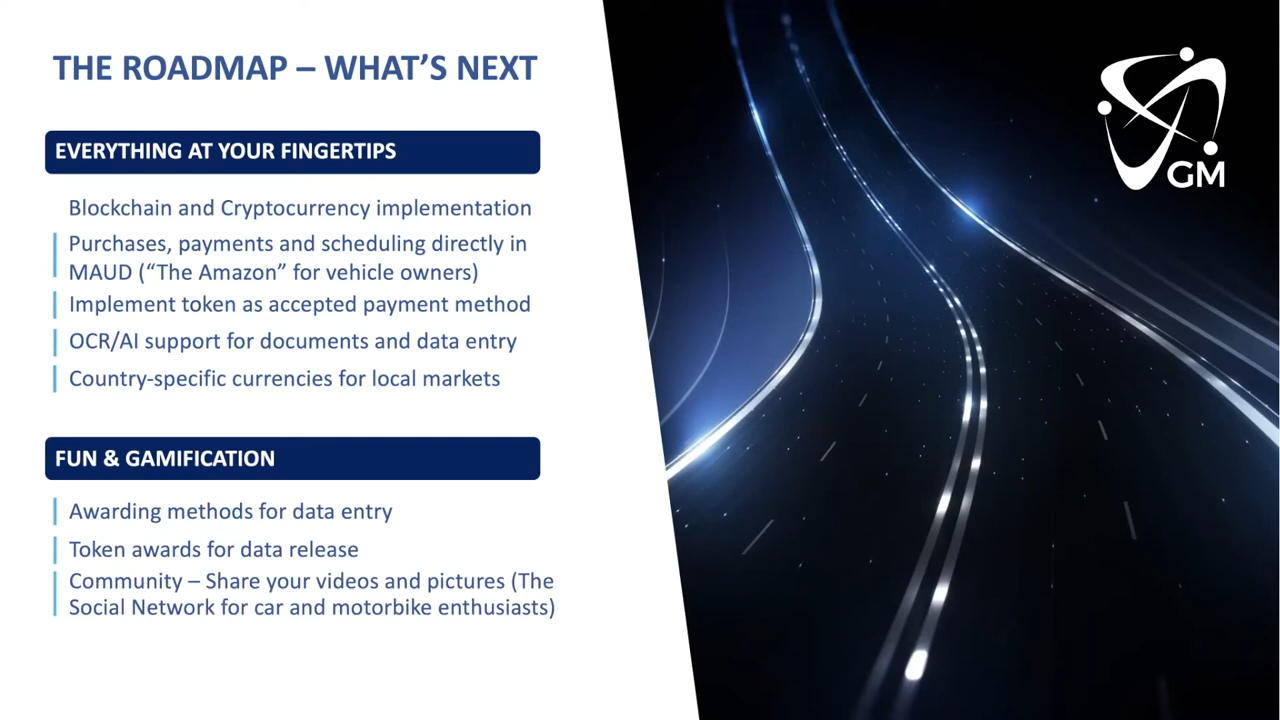 THE ROADMAP – WHAT'S NEXT
EVERYTHING AT YOUR FINGERTIPS
Blockchain and Cryptocurrency implementation
Purchases, payments and scheduling directly in
MAUD (“The Amazon” for vehicle owners)
Implement token as accepted payment method
OCR/AI support for documents and data entry
Country-specific currencies for local markets
FUN & GAMIFICATION
Awarding methods for data entry
Token awards for data release
Community – Share your videos and pictures (The
Social Network for car and motorbike enthusiasts)
GM